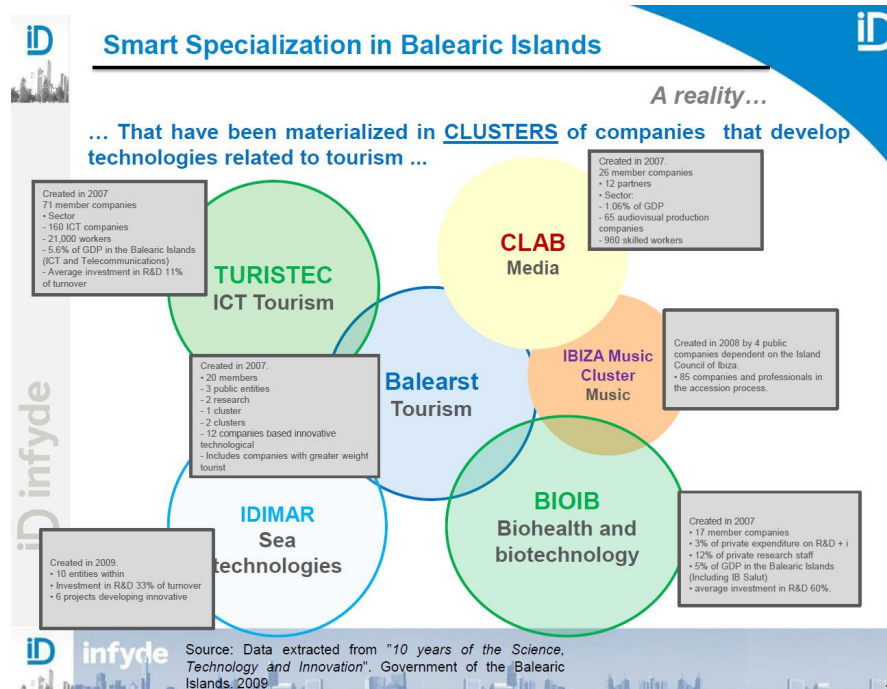 iD
iD
Smart Specialization in Balearic Islands
A reality…
… That have been materialized in CLUSTERS of companies that develop
technologies related to tourism ...
Created in 2007
71 member companies
• Sector
- 160 ICT companies
- 21,000 workers
- 5.6% of GDP in the Balearic Islands
(ICT and Telecommunications)
- Average investment in R&D 11%
of turnover
TURISTEC
ICT Tourism
CLAB
Media
Created in 2007.
26 member companies
• 12 partners
• Sector:
- 1.06% of GDP
- 65 audiovisual production
companies
- 980 skilled workers
Created in 2007.
• 20 members
- 3 public entities
- 2 research
- 1 cluster
- 2 clusters
- 12 companies based innovative
technological
- Includes companies with greater weight
tourist
Balearst
Tourism
IBIZA Music
Cluster
Music
Created in 2008 by 4 public
companies dependent on the Island
Council of Ibiza.
• 85 companies and professionals in
the accession process.
IDIMAR
Sea
technologies
Created in 2009.
• 10 entities within
• Investment in R&D 33% of turnover
• 6 projects developing innovative
BIOIB
Biohealth and
biotechnology
Created in 2007
• 17 member companies
• 3% of private expenditure on R&D + i
• 12% of private research staff
• 5% of GDP in the Balearic Islands
(Including IB Salut)
• average investment in R&D 60%.
iD infyde
iD infyde
Source: Data extracted from "10 years of the Science,
Technology and Innovation". Government of the Balearic
Islands. 2009